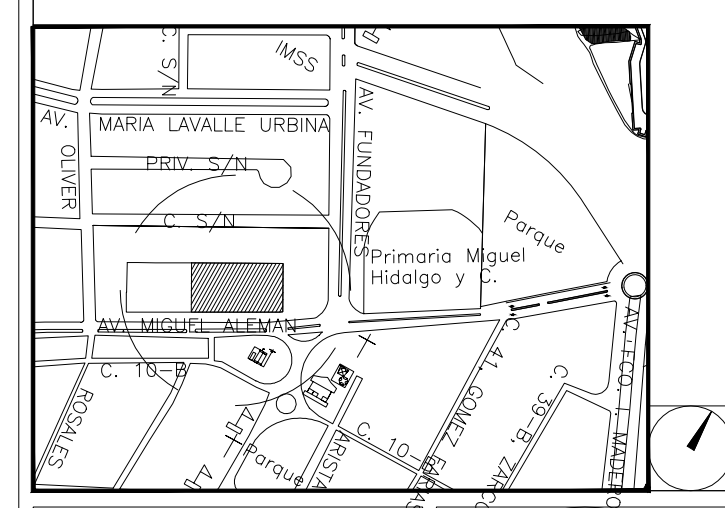 C. S/N
IMSS
AV. OLIVER
MARIA LAVALLE URBINA
AV. FUNDADORES
PRIV. S/N
C. S/N
Parque
Primaria Miguel
Hidalgo y C.
AV. MIGUEL ALEMAN
C. 10-B
ROSALES
C. 41, GOMEZ FARIAS
C. 39-B, ZARCO
AV. FCO. I. MADERO
C. 10-B
ARISTA
Parque